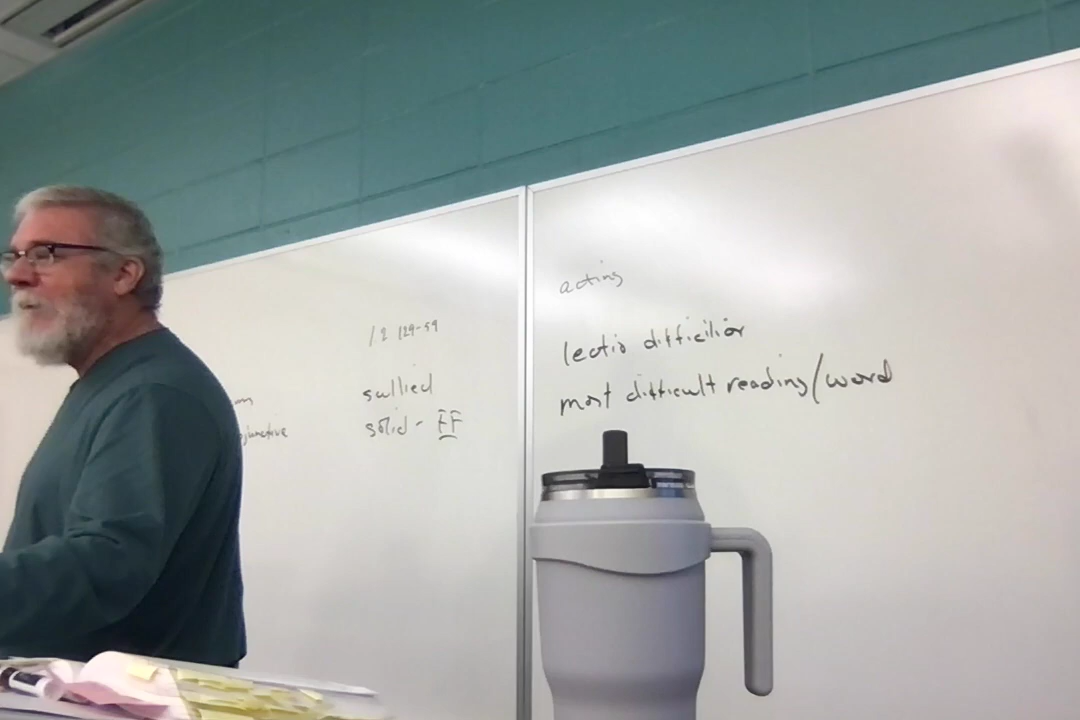 1.2 129-59
sullied
solid - FF
acting
lectio difficilior
most difficult reading/word